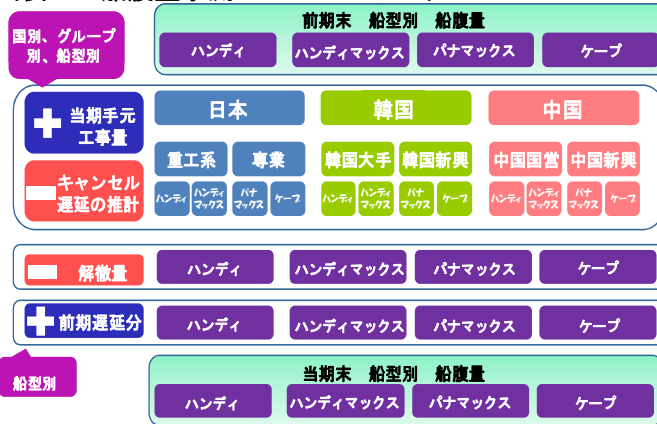 前期末　船型別　船腹量
国別、グループ
別、船型別
ハンディ ハンディマックス パナマックス ケープ
当期手元
工事量
日本 韓国 中国
キャンセル
遅延の推計
重工系 専業 韓国大手 韓国新興 中国国営 中国新興
ハンディ ハンディマックス パナマックス ケープ ハンディ ハンディマックス パナマックス ケープ ハンディ ハンディマックス パナマックス ケープ
解徹量 ハンディ ハンディマックス パナマックス ケープ
前期遅延分 ハンディ ハンディマックス パナマックス ケープ
船型別
当期末　船型別　船腹量
ハンディ ハンディマックス パナマックス ケープ